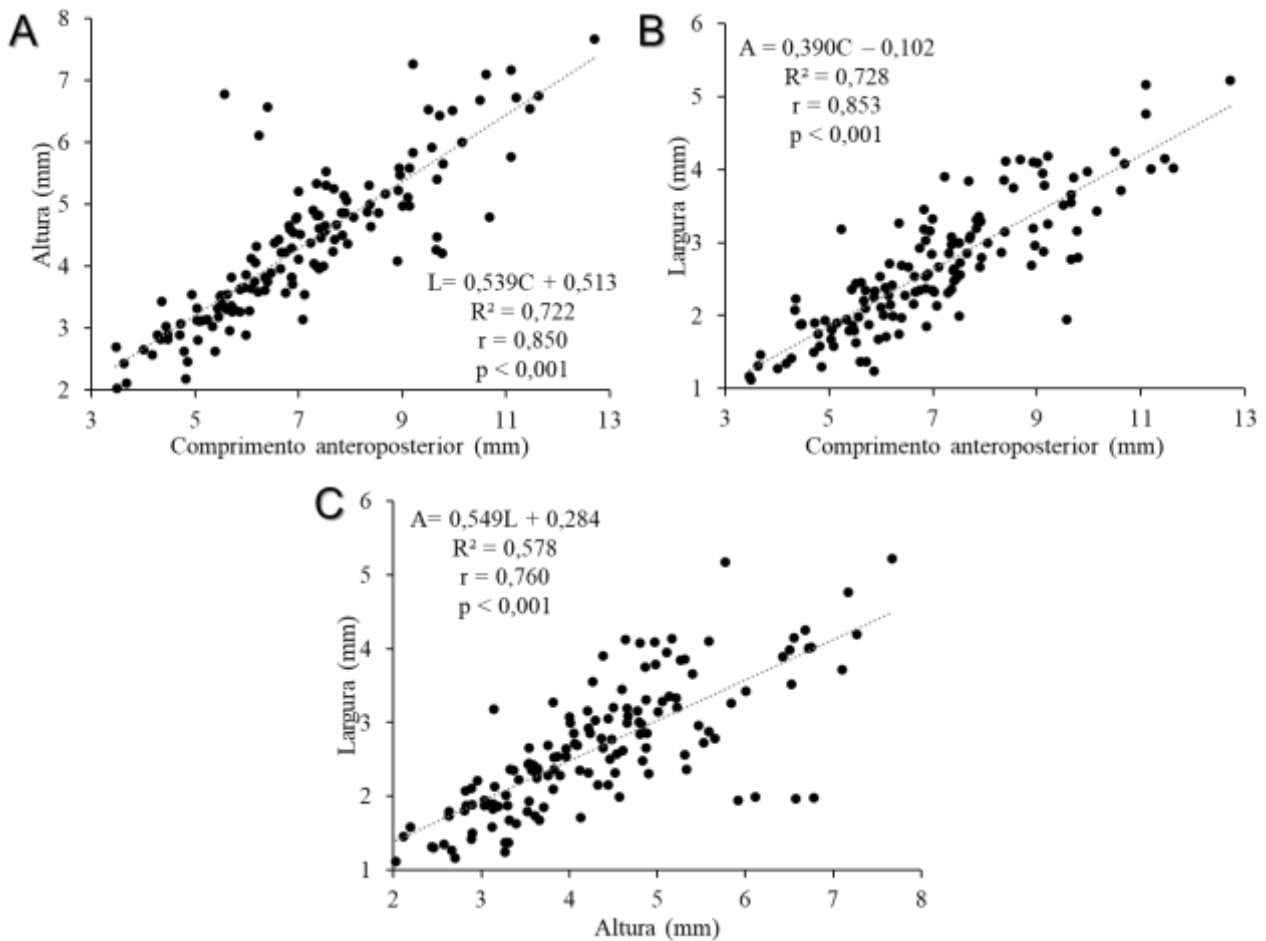 A
8
7
6
5
4
3
2
Altura (mm)
L= 0,539C + 0,513
R² = 0,722
r = 0,850
p < 0,001
3 5 7 9 11 13
Comprimento anteroposterior (mm)
B
6
5
4
3
2
1
Largura (mm)
A = 0,390C – 0,102
R² = 0,728
r = 0,853
p < 0,001
3 5 7 9 11 13
Comprimento anteroposterior (mm)
C
6
5
4
3
2
1
Largura (mm)
A= 0,549L + 0,284
R² = 0,578
r = 0,760
p < 0,001
2 3 4 5 6 7 8
Altura (mm)